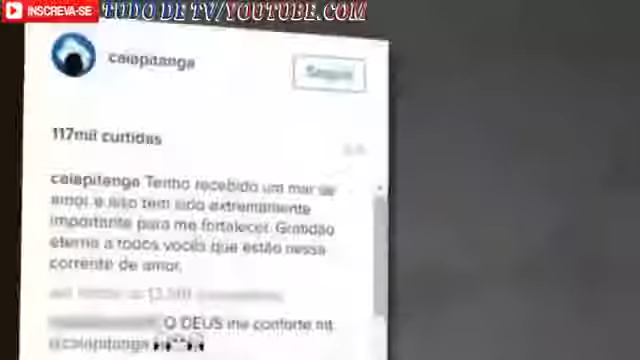 INSCREVA-SE
TUDO DE TV/YOUTUBE.COM
caiapitanga
Seguir
117mil curtidas
caiapitanga Tenho recebido um mar de
amor e isso tem sido extremamente
importante para me fortalecer. Gratidão
eterna a todos vocês que estão nessa
corrente de amor.
O DEUS me conforte mt
@caiapitanga